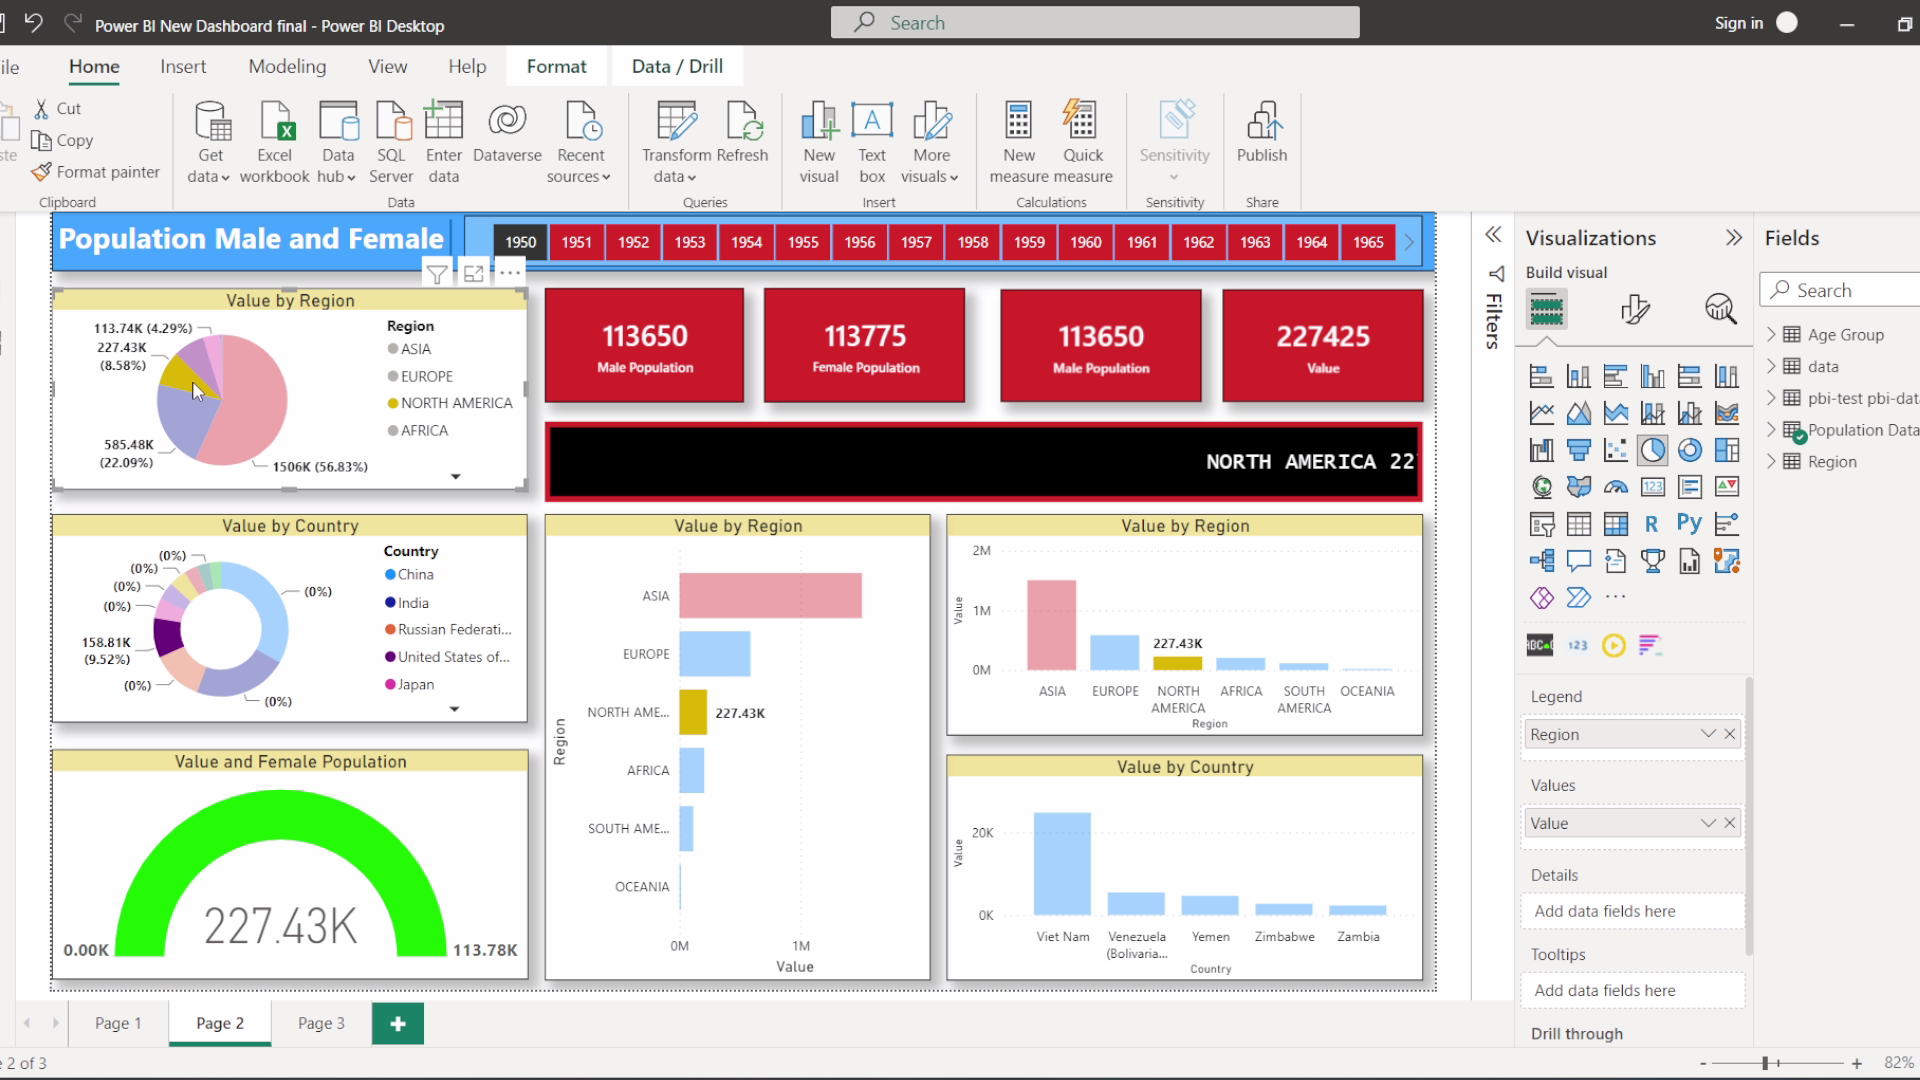 Power BI New Dashboard final - Power BI Desktop
Search
Sign in
ile
Home
Insert
Modeling
View
Help
Format
Data / Drill
ste
Cut
Copy
Format painter
Clipboard
Get
data
Excel
workbook
Data
hub
SQL
Server
Enter
data
Dataverse
Recent
sources
Data
Transform
data
Refresh
Queries
New
visual
A
Text
box
More
visuals
Insert
New
measure
Quick
measure
Calculations
Sensitivity
Sensitivity
Publish
Share
Population Male and Female
1950
1951
1952
1953
1954
1955
1956
1957
1958
1959
1960
1961
1962
1963
1964
1965
Value by Region
113.74K (4.29%)
227.43K
(8.58%)
585.48K
(22.09%)
1506K (56.83%)
Region
ASIA
EUROPE
NORTH AMERICA
AFRICA
113650
Male Population
113775
Female Population
113650
Male Population
227425
Value
NORTH AMERICA 22
Value by Country
(0%)
(0%)
(0%)
(0%)
158.81K
(9.52%)
(0%)
(0%)
(0%)
Country
China
India
Russian Federati...
United States of...
Japan
Value and Female Population
227.43K
0.00K
113.78K
Value by Region
Region
ASIA
EUROPE
NORTH AME...
227.43K
AFRICA
SOUTH AME...
OCEANIA
0M
1M
Value
Value by Region
Value
2M
1M
0M
227.43K
ASIA
EUROPE
NORTH
AMERICA
AFRICA
SOUTH
AMERICA
OCEANIA
Region
Value by Country
Value
20K
0K
Viet Nam
Venezuela
(Bolivaria...
Yemen
Zimbabwe
Zambia
Country
Filters
Visualizations
Build visual
123
R
Py
...
ABC
123
Legend
Region
Values
Value
Details
Add data fields here
Tooltips
Add data fields here
Drill through
Fields
Search
Age Group
data
pbi-test pbi-dat
Population Data
Region
Page 1
Page 2
Page 3
+
e 2 of 3
-
+
82%